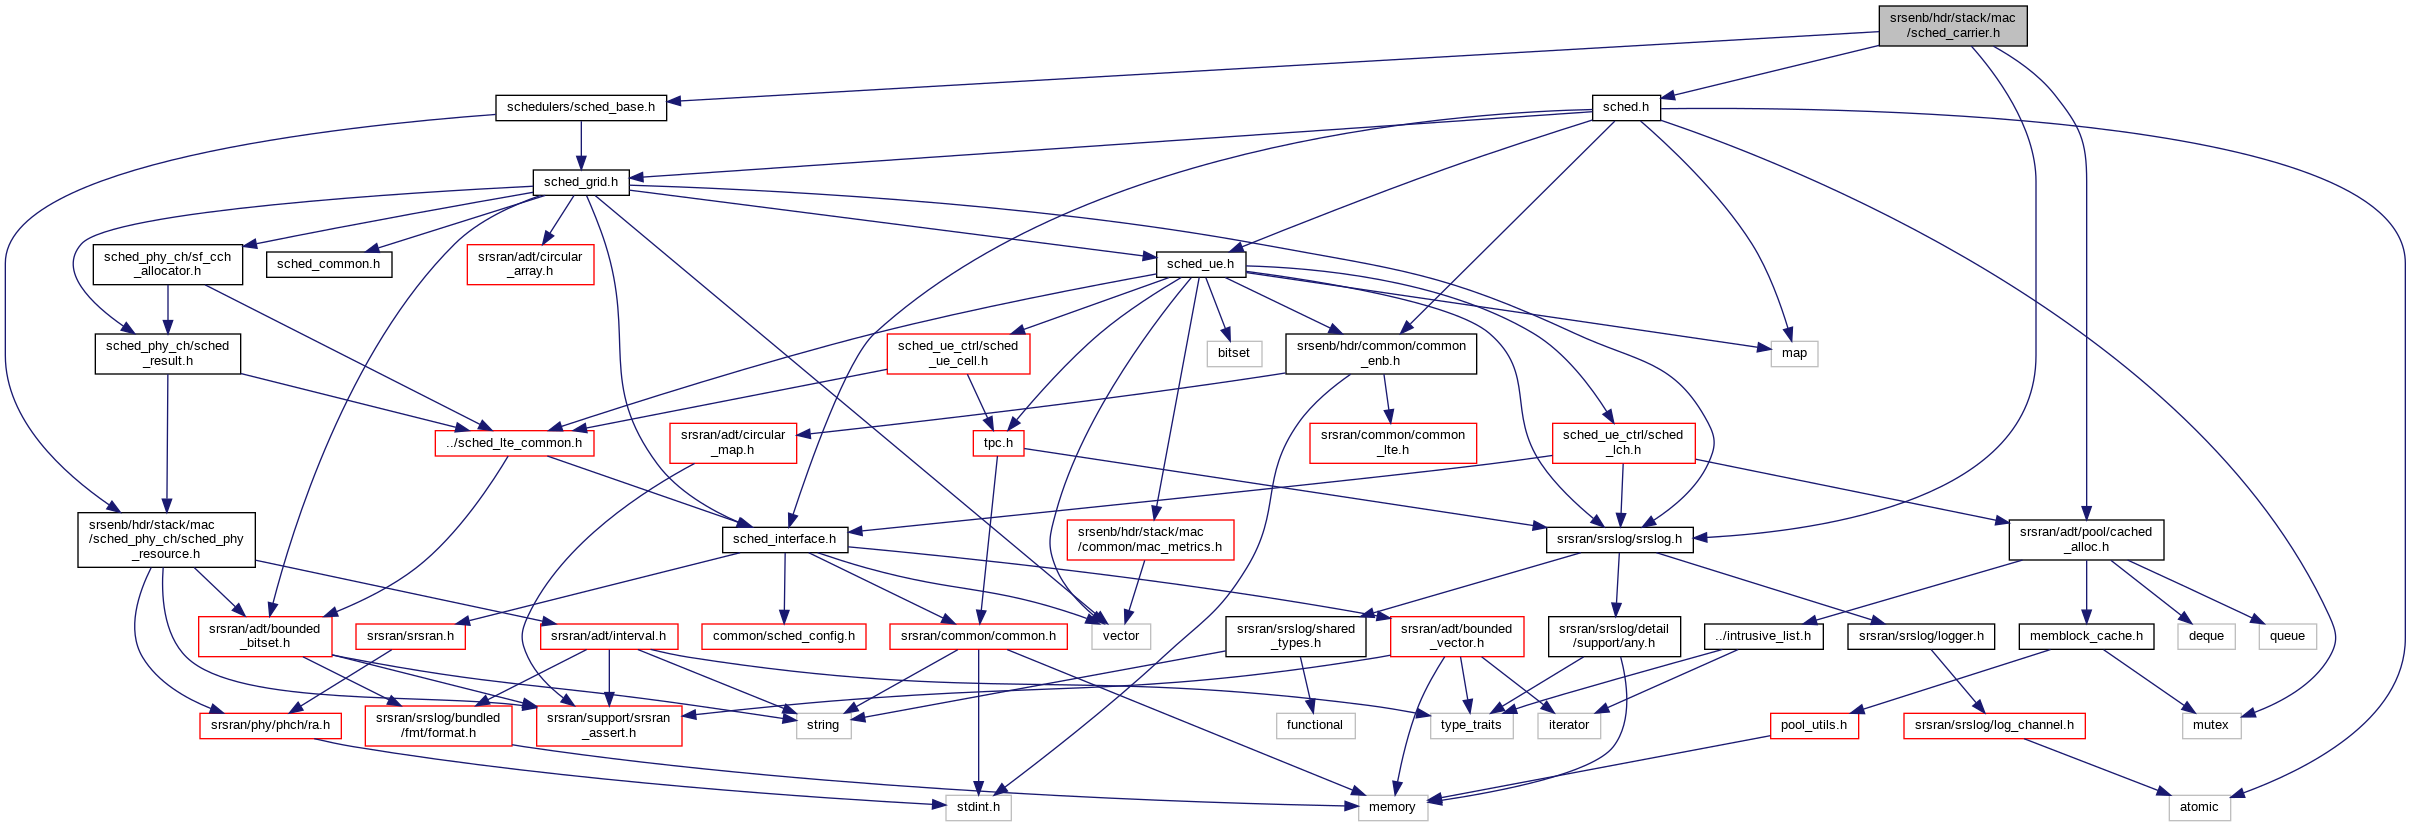 srsenb/hdr/stack/mac
/sched_carrier.h
schedulers/sched_base.h
sched.h
sched_grid.h
sched_phy_ch/sf_cch
_allocator.h
sched_common.h
srsran/adt/circular
_array.h
sched_ue.h
sched_phy_ch/sched
_result.h
sched_ue_ctrl/sched
_ue_cell.h
bitset
srsenb/hdr/common/common
_enb.h
map
../sched_lte_common.h
srsran/adt/circular
_map.h
tpc.h
srsran/common/common
_lte.h
sched_ue_ctrl/sched
_lch.h
srsenb/hdr/stack/mac
/sched_phy_ch/sched_phy
_resource.h
sched_interface.h
srsenb/hdr/stack/mac
/common/mac_metrics.h
srsran/srslog/srslog.h
srsran/adt/pool/cached
_alloc.h
srsran/adt/bounded
_bitset.h
srsran/srsran.h
srsran/adt/interval.h
common/sched_config.h
srsran/common/common.h
vector
srsran/srslog/shared
_types.h
srsran/adt/bounded
_vector.h
srsran/srslog/detail
/support/any.h
../intrusive_list.h
srsran/srslog/logger.h
memblock_cache.h
deque
queue
srsran/phy/phch/ra.h
srsran/srslog/bundled
/fmt/format.h
srsran/support/srsran
_assert.h
string
functional
type_traits
iterator
pool_utils.h
srsran/srslog/log_channel.h
mutex
stdint.h
memory
atomic